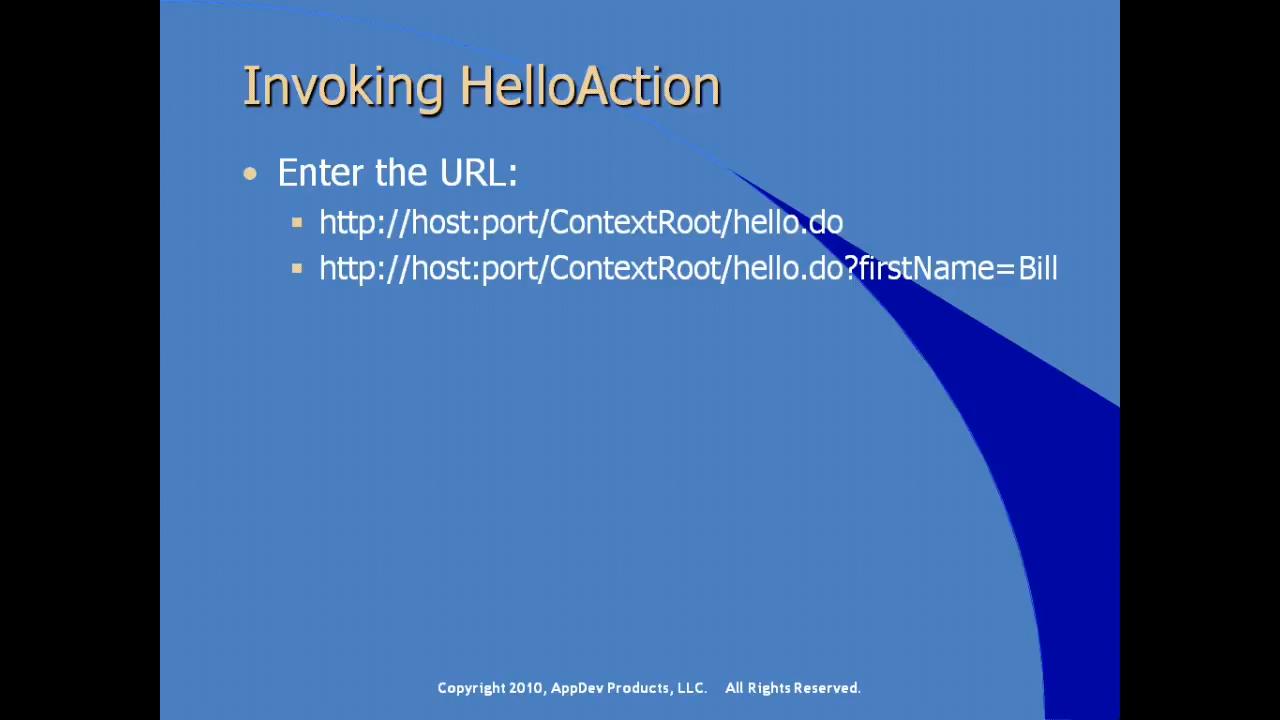 Invoking HelloAction
• Enter the URL:
▪ http://host:port/ContextRoot/hello.do
▪ http://host:port/ContextRoot/hello.do?firstName=Bill
Copyright 2010, AppDev Products, LLC. All Rights Reserved.